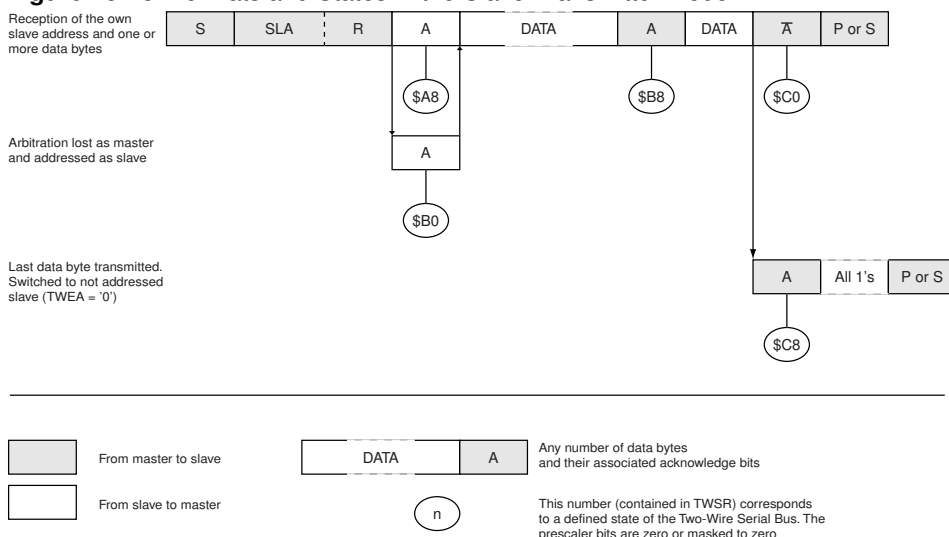 Reception of the own
slave address and one or
more data bytes
S SLA R A DATA A DATA A̅ P or S
$A8 $B8 $C0
Arbitration lost as master
and addressed as slave
A
$B0
Last data byte transmitted.
Switched to not addressed
slave (TWEA = '0')
A All 1's P or S
$C8
From master to slave
DATA A
Any number of data bytes
and their associated acknowledge bits
From slave to master
n
This number (contained in TWSR) corresponds
to a defined state of the Two-Wire Serial Bus. The
prescaler bits are zero or masked to zero